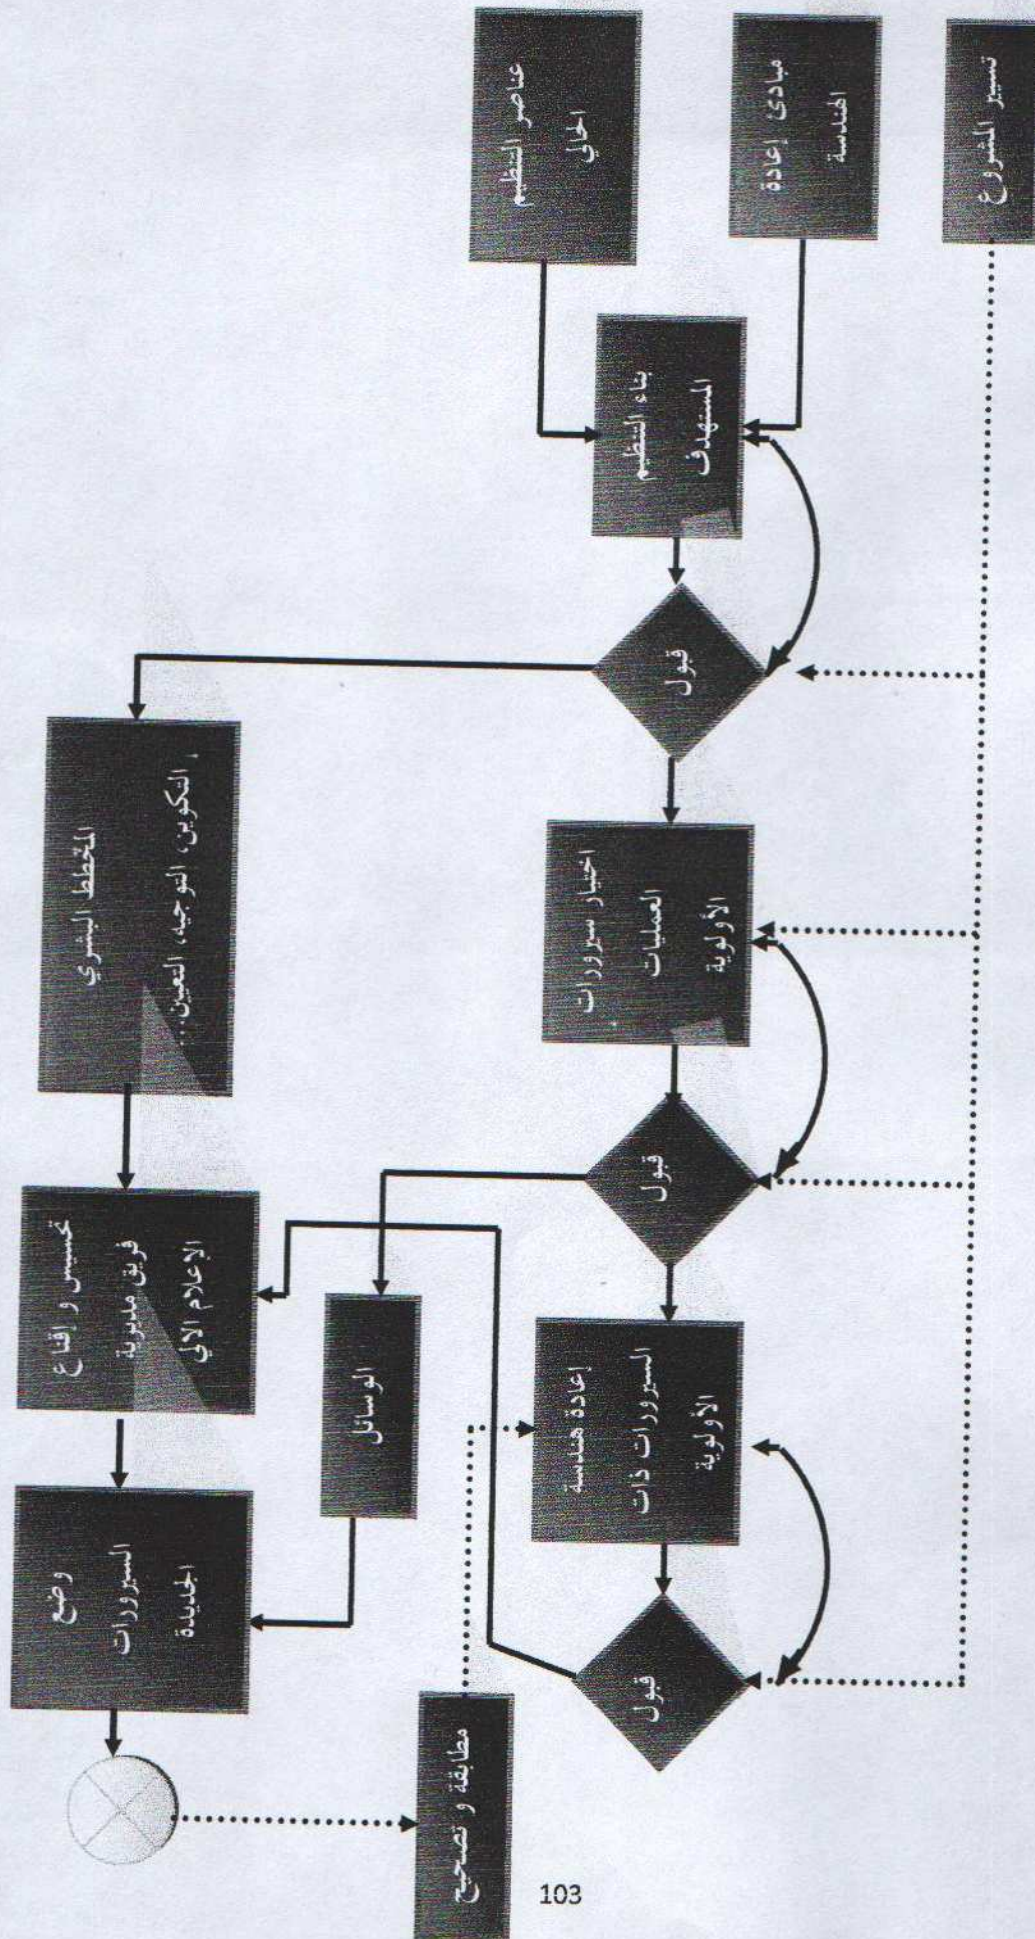 تسيير المشروع
مبادئ إعادة
الهندسة
عناصر التنظيم
الحالي
بناء التنظيم
المستهدف
قبول
اختيار سيرورات
العمليات
الأولوية
قبول
إعادة هندسة
السيرورات ذات
الأولوية
قبول
المخطط البشري
التكوين، التوجيه، التعيين...
تحسيس و إقناع
فريق مديرية
الإعلام الالي
الوسائل
وضع
السيرورات
الجديدة
مطابقة و تصحيح
103